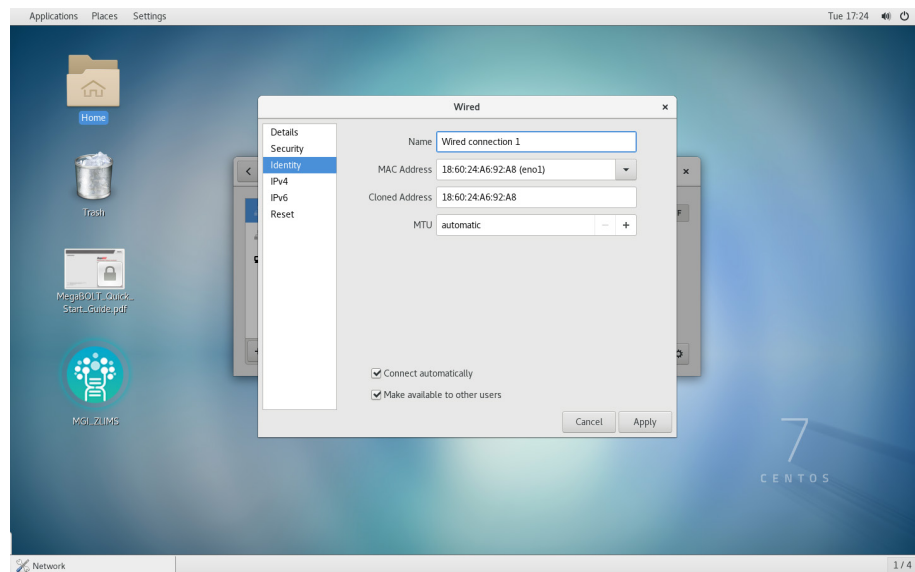 Applications Places Settings
Tue 17:24
Home
Trash
MegaBOLT_Quick_
Start_Guide.pdf
MGI_ZLIMS
Wired
Details
Security
Identity
IPv4
IPv6
Reset
Name Wired connection 1
MAC Address 18:60:24:A6:92:A8 (eno1)
Cloned Address 18:60:24:A6:92:A8
MTU automatic
Connect automatically
Make available to other users
Cancel Apply
7
CENTOS
Network
1 / 4